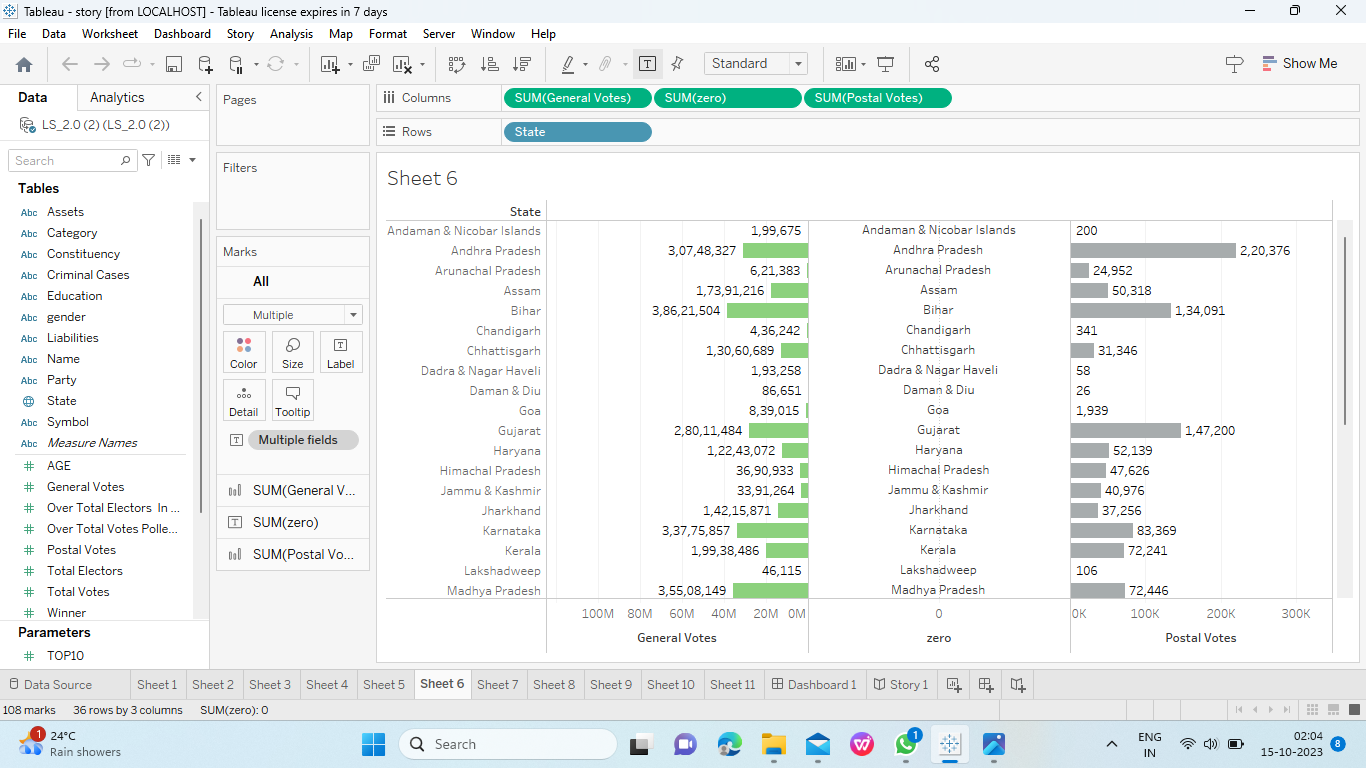 Tableau - story [from LOCALHOST] - Tableau license expires in 7 days
File Data Worksheet Dashboard Story Analysis Map Format Server Window Help
Standard
Show Me
Data Analytics
LS_2.0 (2) (LS_2.0 (2))
Search
Tables
Abc Assets
Abc Category
Abc Constituency
Abc Criminal Cases
Abc Education
Abc gender
Abc Liabilities
Abc Name
Abc Party
State
Abc Symbol
Abc Measure Names
# AGE
# General Votes
# Over Total Electors In ...
# Over Total Votes Polle...
# Postal Votes
# Total Electors
# Total Votes
# Winner
Parameters
# TOP10
Pages
Filters
Marks
All
Multiple
Color Size T Label
Detail Tooltip
T Multiple fields
SUM(General V...
T SUM(zero)
SUM(Postal Vo...
Columns SUM(General Votes) SUM(zero) SUM(Postal Votes)
Rows State
Sheet 6
State
Andaman & Nicobar Islands 1,99,675 Andaman & Nicobar Islands 200
Andhra Pradesh 3,07,48,327 Andhra Pradesh 2,20,376
Arunachal Pradesh 6,21,383 Arunachal Pradesh 24,952
Assam 1,73,91,216 Assam 50,318
Bihar 3,86,21,504 Bihar 1,34,091
Chandigarh 4,36,242 Chandigarh 341
Chhattisgarh 1,30,60,689 Chhattisgarh 31,346
Dadra & Nagar Haveli 1,93,258 Dadra & Nagar Haveli 58
Daman & Diu 86,651 Daman & Diu 26
Goa 8,39,015 Goa 1,939
Gujarat 2,80,11,484 Gujarat 1,47,200
Haryana 1,22,43,072 Haryana 52,139
Himachal Pradesh 36,90,933 Himachal Pradesh 47,626
Jammu & Kashmir 33,91,264 Jammu & Kashmir 40,976
Jharkhand 1,42,15,871 Jharkhand 37,256
Karnataka 3,37,75,857 Karnataka 83,369
Kerala 1,99,38,486 Kerala 72,241
Lakshadweep 46,115 Lakshadweep 106
Madhya Pradesh 3,55,08,149 Madhya Pradesh 72,446
100M 80M 60M 40M 20M 0M 0 0K 100K 200K 300K
General Votes zero Postal Votes
Data Source Sheet 1 Sheet 2 Sheet 3 Sheet 4 Sheet 5 Sheet 6 Sheet 7 Sheet 8 Sheet 9 Sheet 10 Sheet 11 Dashboard 1 Story 1
108 marks 36 rows by 3 columns SUM(zero): 0
1 24°C
Rain showers
Search
1
ENG
IN
02:04
15-10-2023
8